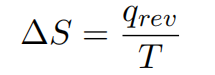 ΔS = q_rev / T